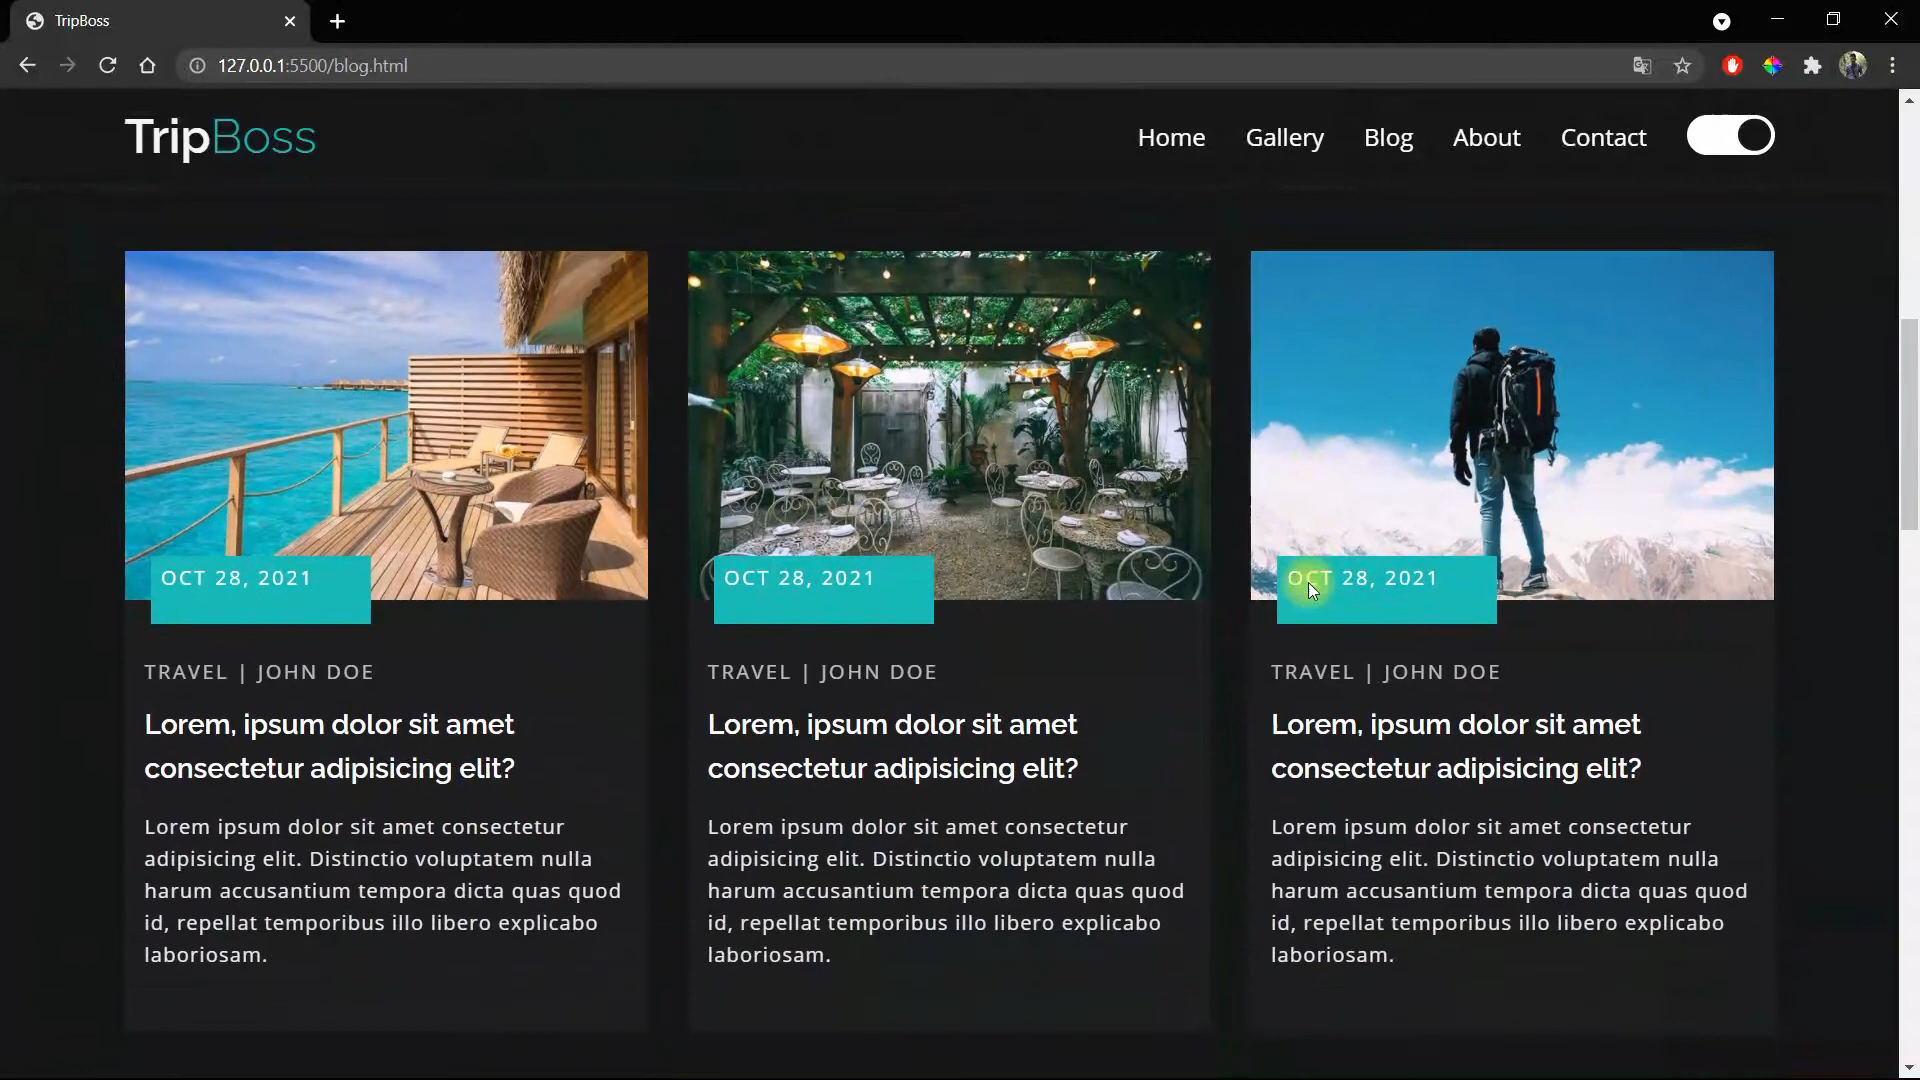 TripBoss
127.0.0.1:5500/blog.html
TripBoss
Home
Gallery
Blog
About
Contact
OCT 28, 2021
TRAVEL | JOHN DOE
Lorem, ipsum dolor sit amet
consectetur adipisicing elit?
Lorem ipsum dolor sit amet consectetur
adipisicing elit. Distinctio voluptatem nulla
harum accusantium tempora dicta quas quod
id, repellat temporibus illo libero explicabo
laboriosam.
OCT 28, 2021
TRAVEL | JOHN DOE
Lorem, ipsum dolor sit amet
consectetur adipisicing elit?
Lorem ipsum dolor sit amet consectetur
adipisicing elit. Distinctio voluptatem nulla
harum accusantium tempora dicta quas quod
id, repellat temporibus illo libero explicabo
laboriosam.
OCT 28, 2021
TRAVEL | JOHN DOE
Lorem, ipsum dolor sit amet
consectetur adipisicing elit?
Lorem ipsum dolor sit amet consectetur
adipisicing elit. Distinctio voluptatem nulla
harum accusantium tempora dicta quas quod
id, repellat temporibus illo libero explicabo
laboriosam.